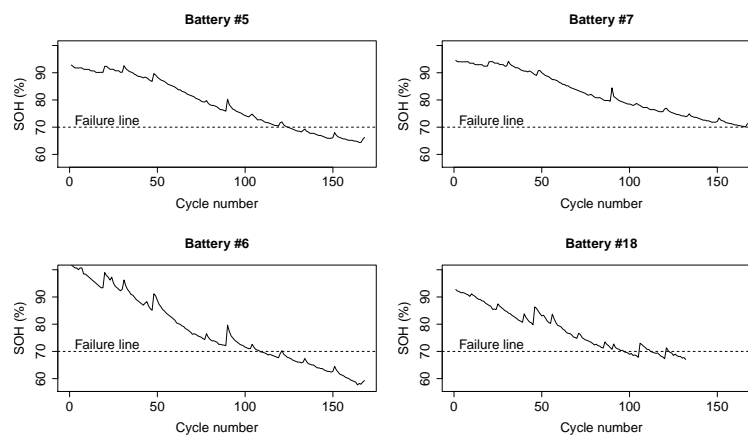 Battery #5
SOH (%)
90
80
70
60
Failure line
0
50
100
150
Cycle number
Battery #7
SOH (%)
90
80
70
60
Failure line
0
50
100
150
Cycle number
Battery #6
SOH (%)
90
80
70
60
Failure line
0
50
100
150
Cycle number
Battery #18
SOH (%)
90
80
70
60
Failure line
0
50
100
150
Cycle number